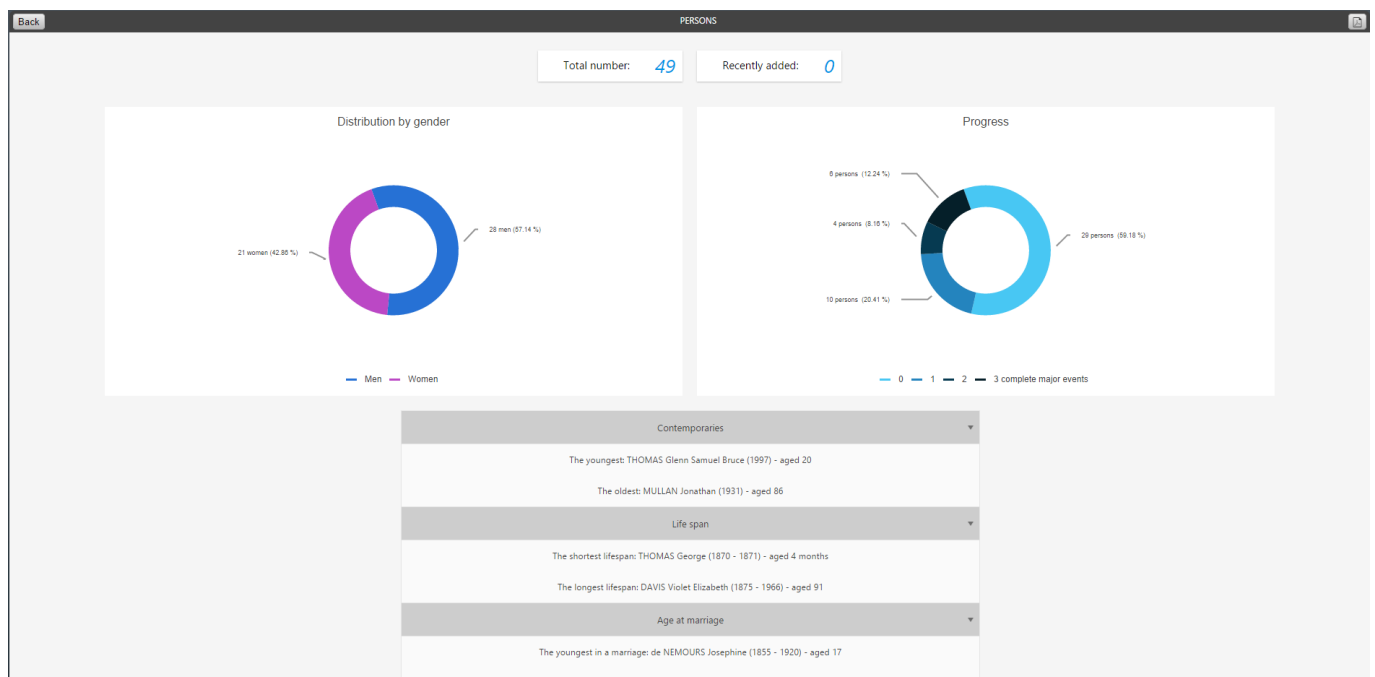 Back
PERSONS
Total number: 49
Recently added: 0
Distribution by gender
28 men (57.14 %)
21 women (42.86 %)
Men Women
Progress
6 persons (12.24 %)
4 persons (8.16 %)
29 persons (59.18 %)
10 persons (20.41 %)
0 1 2 3 complete major events
Contemporaries
The youngest: THOMAS Glenn Samuel Bruce (1997) - aged 20
The oldest: MULLAN Jonathan (1931) - aged 86
Life span
The shortest lifespan: THOMAS George (1870 - 1871) - aged 4 months
The longest lifespan: DAVIS Violet Elizabeth (1875 - 1966) - aged 91
Age at marriage
The youngest in a marriage: de NEMOURS Josephine (1855 - 1920) - aged 17